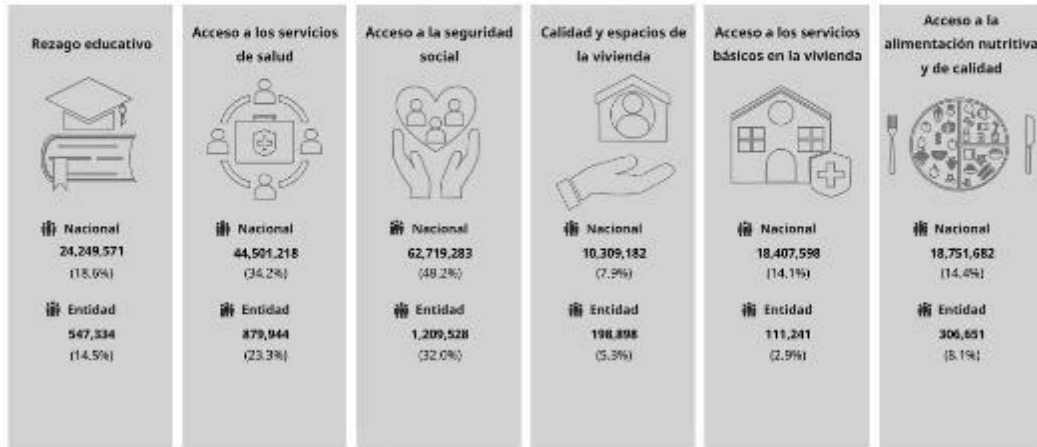 Rezago educativo
Nacional
24,249,571
(18.6%)
Entidad
547,334
(14.5%)
Acceso a los servicios
de salud
Nacional
44,501,218
(34.2%)
Entidad
879,944
(23.3%)
Acceso a la seguridad
social
Nacional
62,719,283
(48.2%)
Entidad
1,209,528
(32.0%)
Calidad y espacios de
la vivienda
Nacional
10,309,182
(7.9%)
Entidad
198,898
(5.3%)
Acceso a los servicios
básicos en la vivienda
Nacional
18,407,598
(14.1%)
Entidad
111,241
(2.9%)
Acceso a la
alimentación nutritiva
y de calidad
Nacional
18,751,682
(14.4%)
Entidad
306,651
(8.1%)